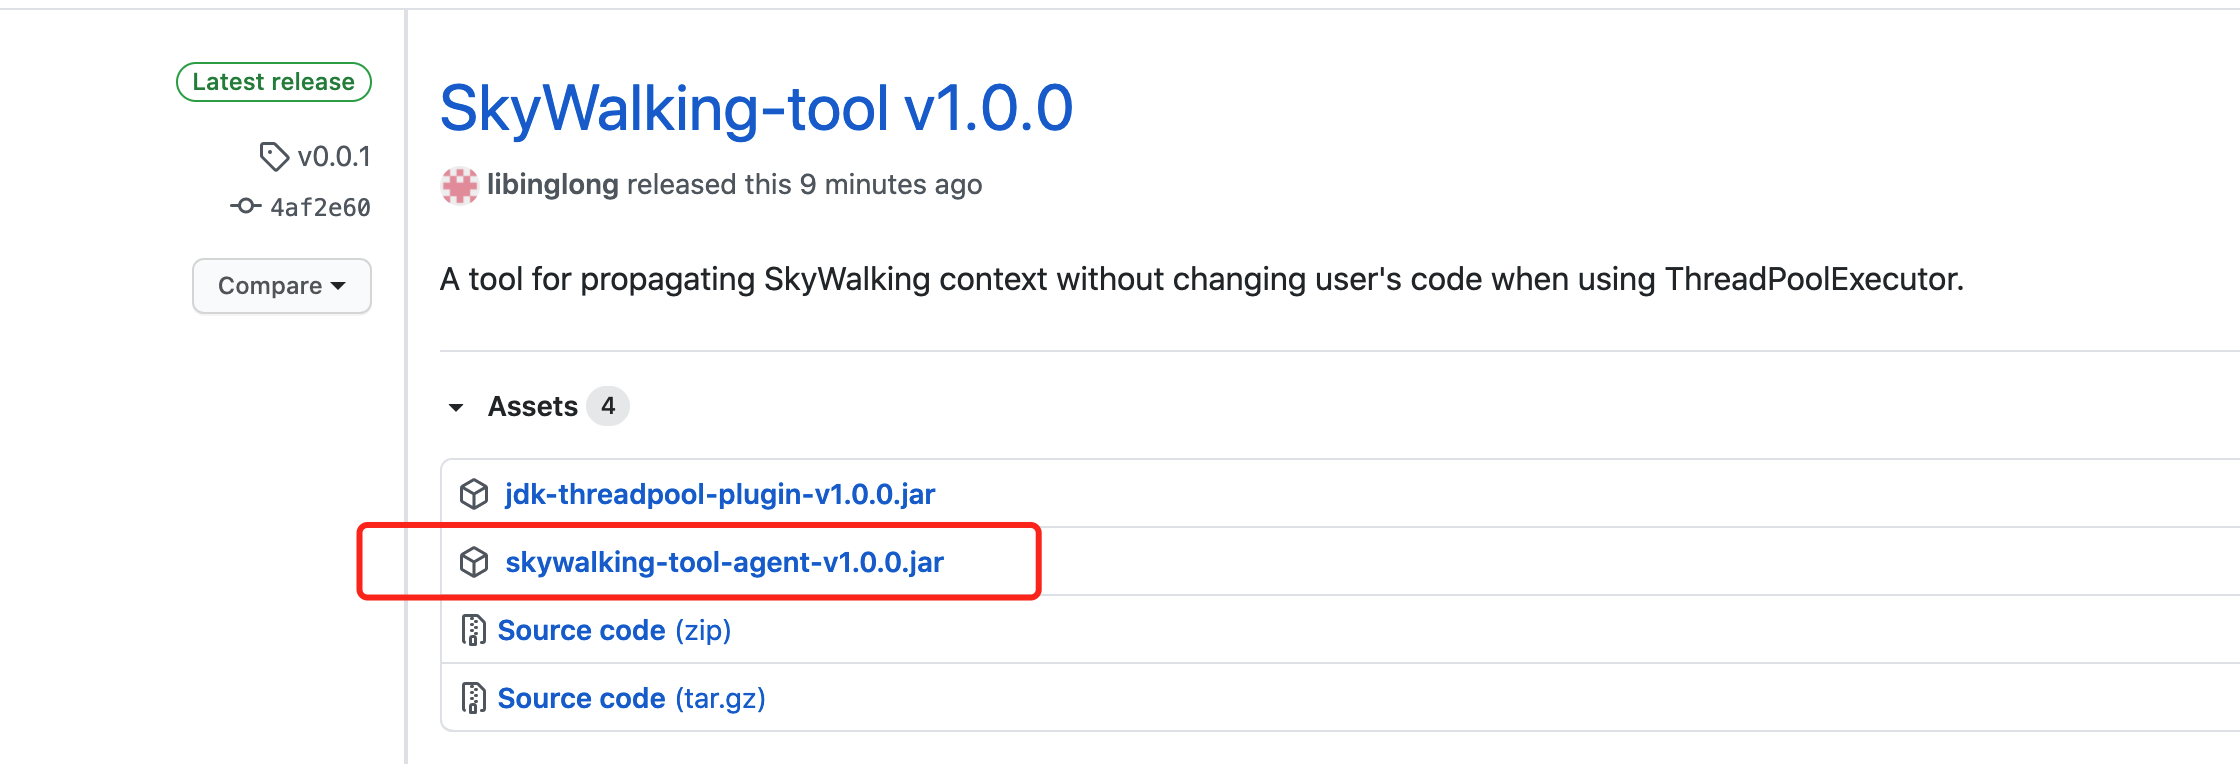 Latest release
v0.0.1
4af2e60
Compare
SkyWalking-tool v1.0.0
libinglong released this 9 minutes ago
A tool for propagating SkyWalking context without changing user's code when using ThreadPoolExecutor.
Assets 4
jdk-threadpool-plugin-v1.0.0.jar
skywalking-tool-agent-v1.0.0.jar
Source code (zip)
Source code (tar.gz)